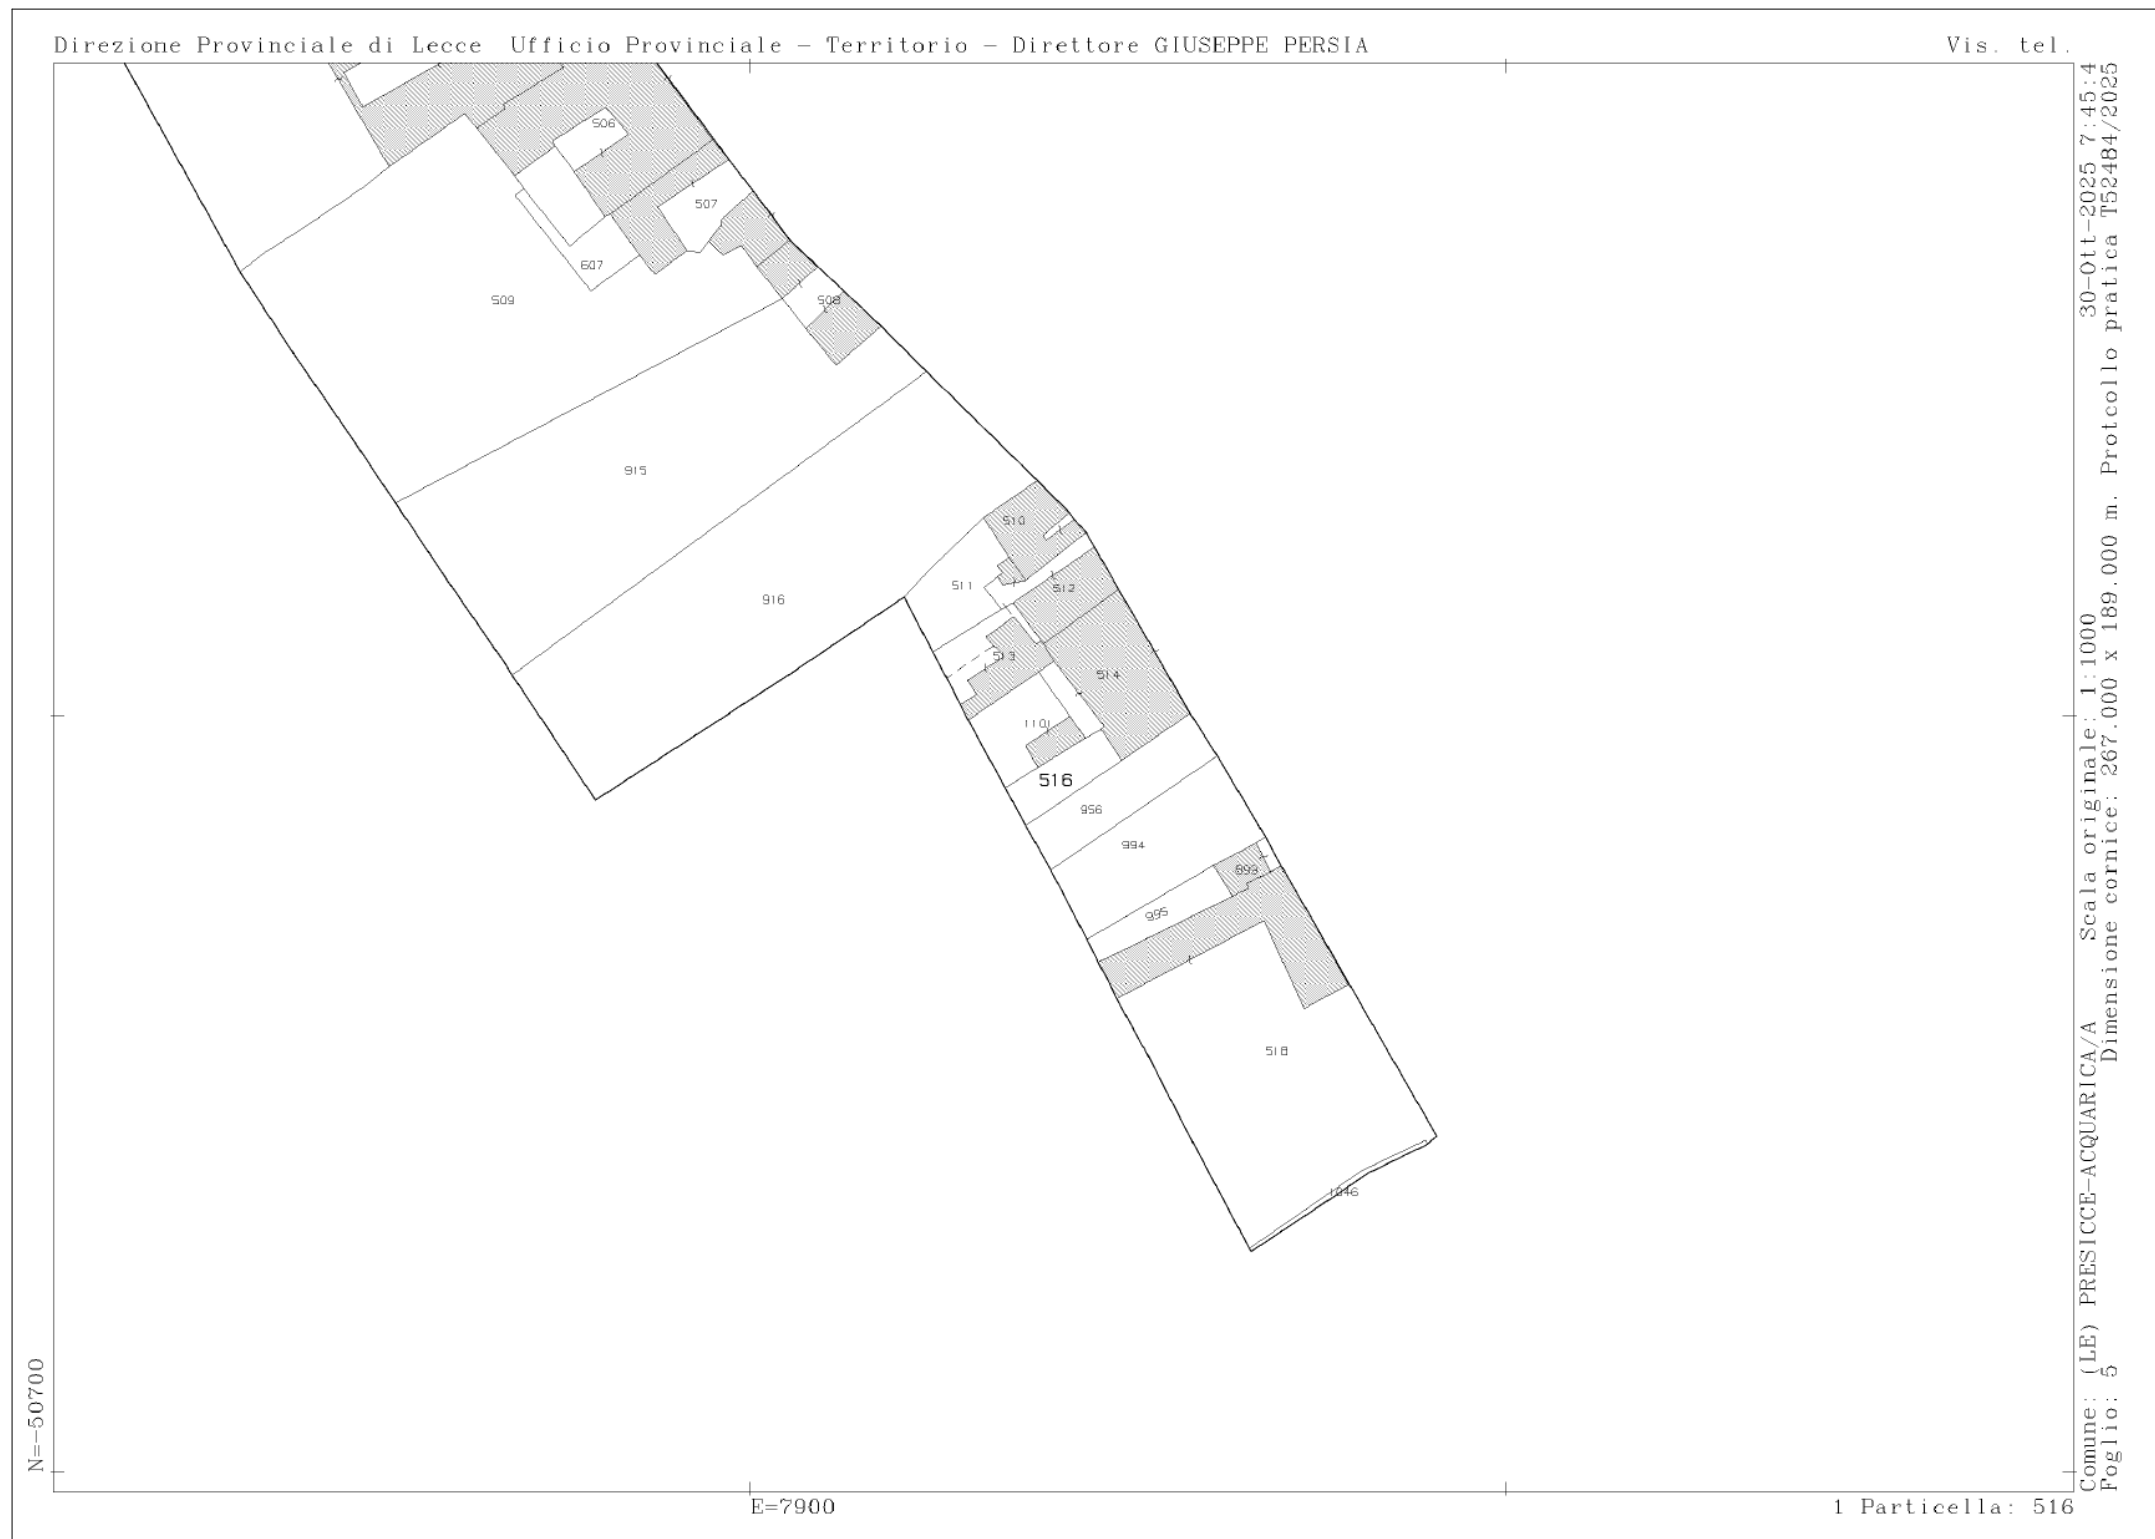 Direzione Provinciale di Lecce Ufficio Provinciale - Territorio - Direttore GIUSEPPE PERSIA
Vis. tel.
506
507
607
509
508
915
510
511
512
916
513
514
1101
516
956
994
893
995
518
1046
N=-50700
E=7900
1 Particella: 516
Comune: (LE) PRESICCE-ACQUARICA/A Scala originale: 1:1000 30-Ott-2025 7:45:4
Foglio: 5 Dimensione cornice: 267.000 x 189.000 m. Protocollo pratica T52484/2025